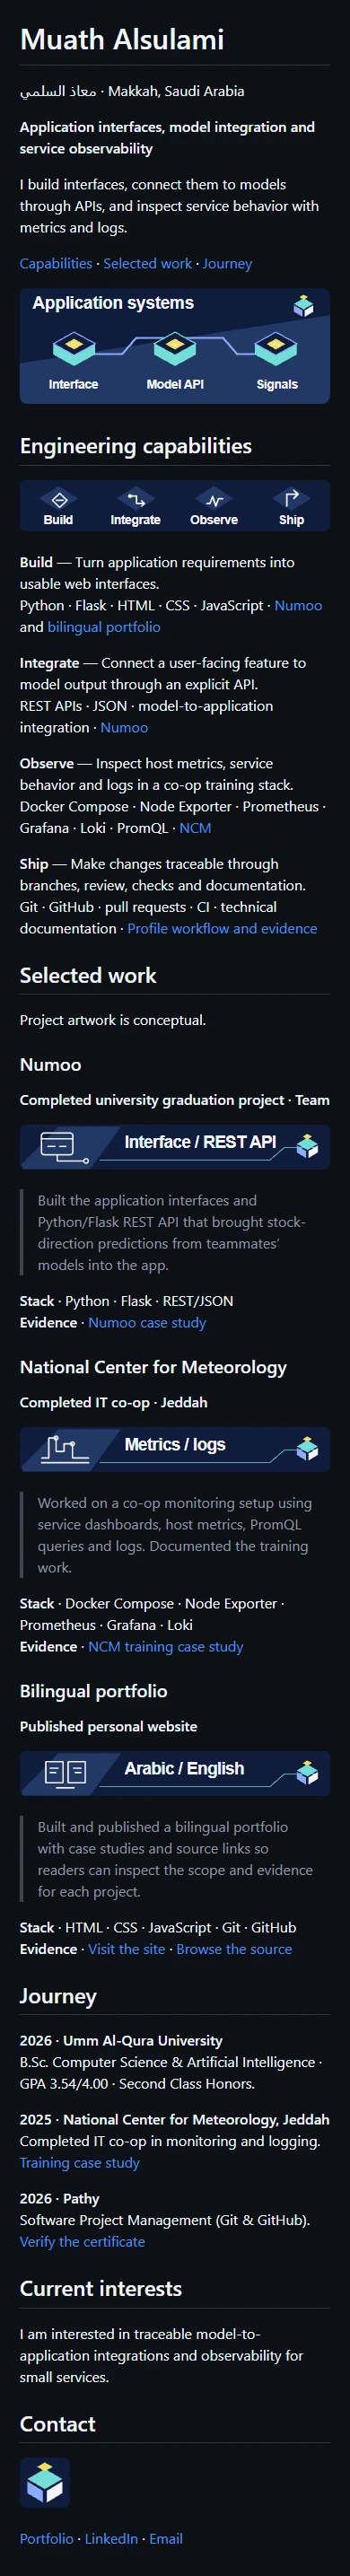 Muath Alsulami
معاذ السلمي · Makkah, Saudi Arabia
Application interfaces, model integration and
service observability
I build interfaces, connect them to models
through APIs, and inspect service behavior with
metrics and logs.
Capabilities · Selected work · Journey
Application systems
Interface Model API Signals
Engineering capabilities
Build Integrate Observe Ship
Build — Turn application requirements into
usable web interfaces.
Python · Flask · HTML · CSS · JavaScript · Numoo
and bilingual portfolio
Integrate — Connect a user-facing feature to
model output through an explicit API.
REST APIs · JSON · model-to-application
integration · Numoo
Observe — Inspect host metrics, service
behavior and logs in a co-op training stack.
Docker Compose · Node Exporter · Prometheus ·
Grafana · Loki · PromQL · NCM
Ship — Make changes traceable through
branches, review, checks and documentation.
Git · GitHub · pull requests · CI · technical
documentation · Profile workflow and evidence
Selected work
Project artwork is conceptual.
Numoo
Completed university graduation project · Team
Interface / REST API
Built the application interfaces and
Python/Flask REST API that brought stock-
direction predictions from teammates’
models into the app.
Stack · Python · Flask · REST/JSON
Evidence · Numoo case study
National Center for Meteorology
Completed IT co-op · Jeddah
Metrics / logs
Worked on a co-op monitoring setup using
service dashboards, host metrics, PromQL
queries and logs. Documented the training
work.
Stack · Docker Compose · Node Exporter ·
Prometheus · Grafana · Loki
Evidence · NCM training case study
Bilingual portfolio
Published personal website
Arabic / English
Built and published a bilingual portfolio
with case studies and source links so
readers can inspect the scope and evidence
for each project.
Stack · HTML · CSS · JavaScript · Git · GitHub
Evidence · Visit the site · Browse the source
Journey
2026 · Umm Al-Qura University
B.Sc. Computer Science & Artificial Intelligence ·
GPA 3.54/4.00 · Second Class Honors.
2025 · National Center for Meteorology, Jeddah
Completed IT co-op in monitoring and logging.
Training case study
2026 · Pathy
Software Project Management (Git & GitHub).
Verify the certificate
Current interests
I am interested in traceable model-to-
application integrations and observability for
small services.
Contact
Portfolio · LinkedIn · Email